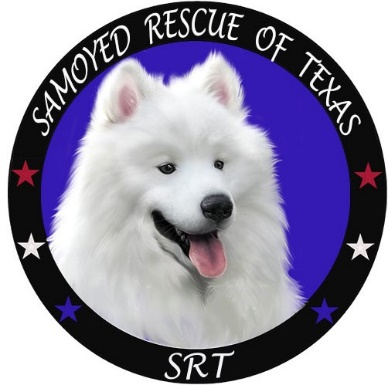 SAMOYED RESCUE OF TEXAS
SRT